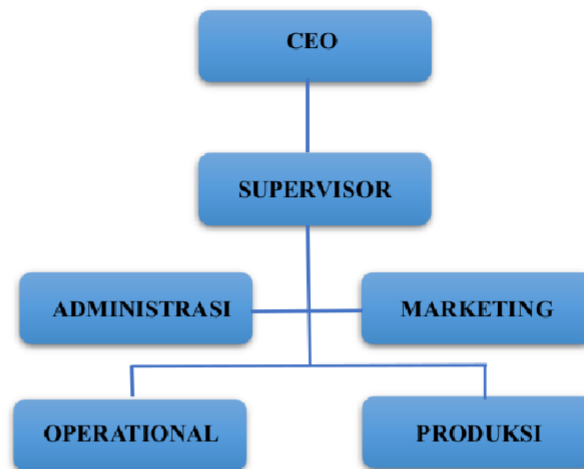 CEO
SUPERVISOR
ADMINISTRASI
MARKETING
OPERATIONAL
PRODUKSI